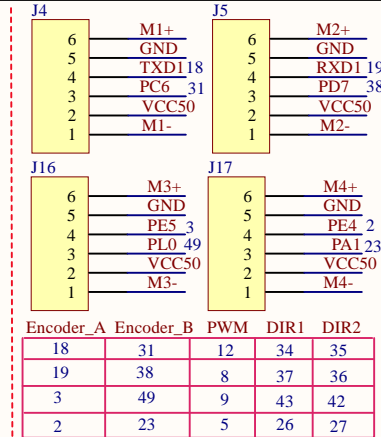 J4 J5
6 M1+ 6 M2+
5 GND 5 GND
4 TXD1 18 4 RXD1 19
3 PC6 31 3 PD7 38
2 VCC50 2 VCC50
1 M1- 1 M2-
J16 J17
6 M3+ 6 M4+
5 GND 5 GND
4 PE5 3 4 PE4 2
3 PL0 49 3 PA1 23
2 VCC50 2 VCC50
1 M3- 1 M4-
Encoder_A Encoder_B PWM DIR1 DIR2
18 31 12 34 35
19 38 8 37 36
3 49 9 43 42
2 23 5 26 27